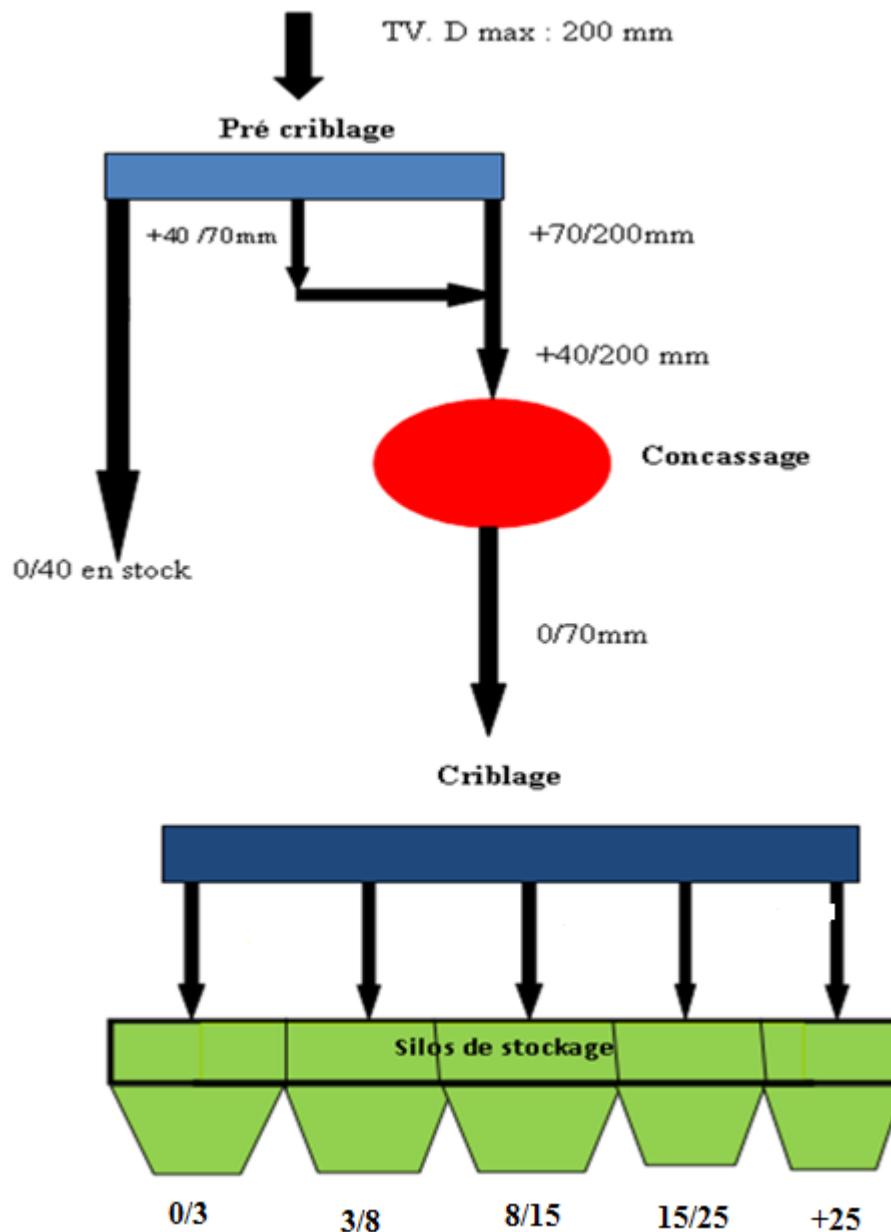 TV. D max : 200 mm
Pré criblage
+40 /70mm
+70/200mm
+40/200 mm
Concassage
0/40 en stock
0/70mm
Criblage
Silos de stockage
0/3
3/8
8/15
15/25
+25